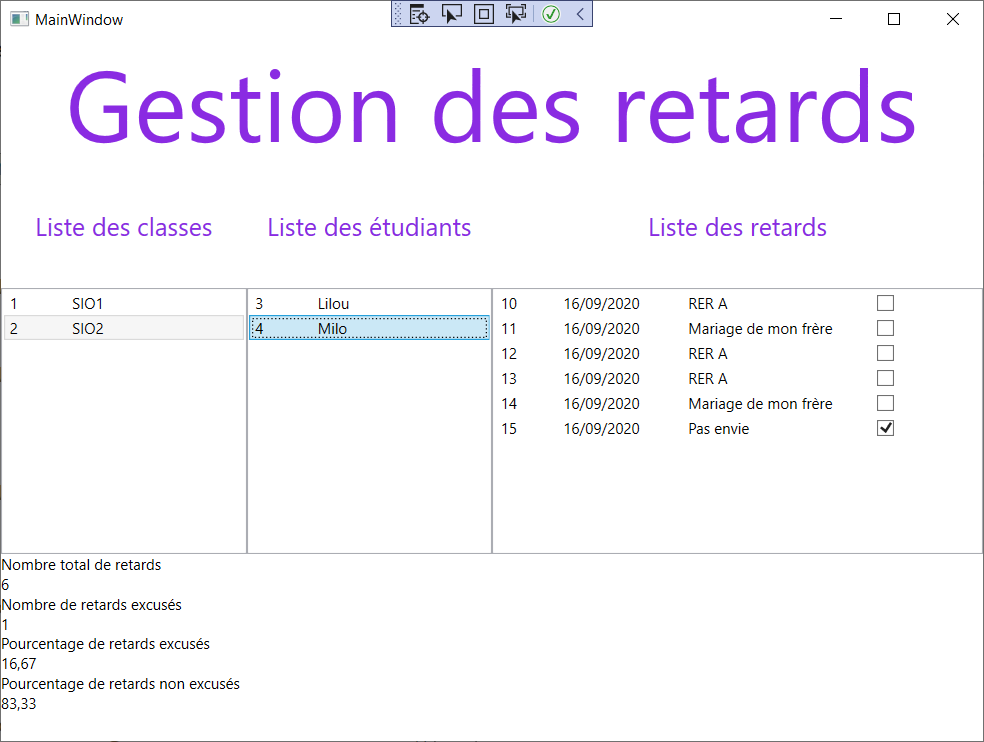 MainWindow
Gestion des retards
Liste des classes
Liste des étudiants
Liste des retards
1 SIO1
2 SIO2
3 Lilou
4 Milo
10 16/09/2020 RER A
11 16/09/2020 Mariage de mon frère
12 16/09/2020 RER A
13 16/09/2020 RER A
14 16/09/2020 Mariage de mon frère
15 16/09/2020 Pas envie
Nombre total de retards
6
Nombre de retards excusés
1
Pourcentage de retards excusés
16,67
Pourcentage de retards non excusés
83,33